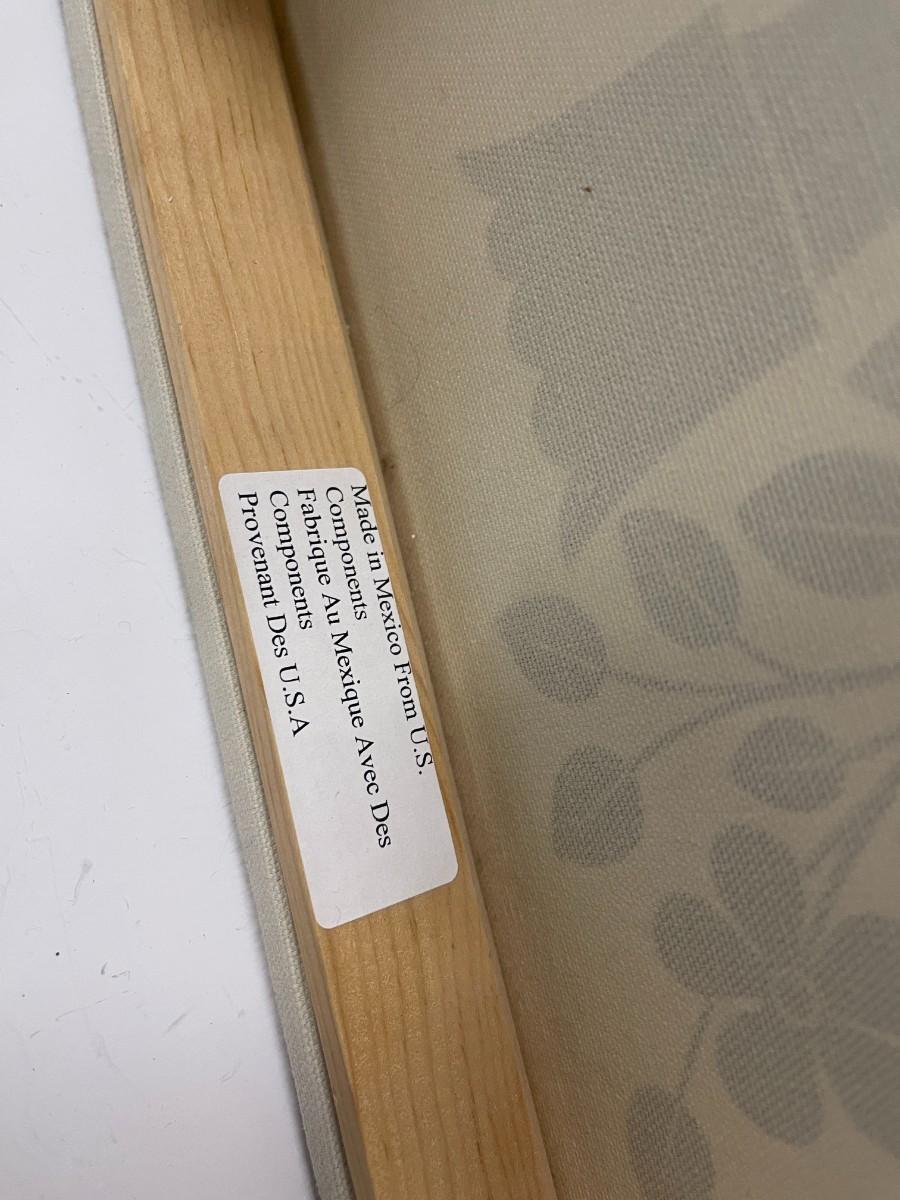 Made in Mexico From U.S.
Components
Fabrique Au Mexique Avec Des
Components
Provenant Des U.S.A